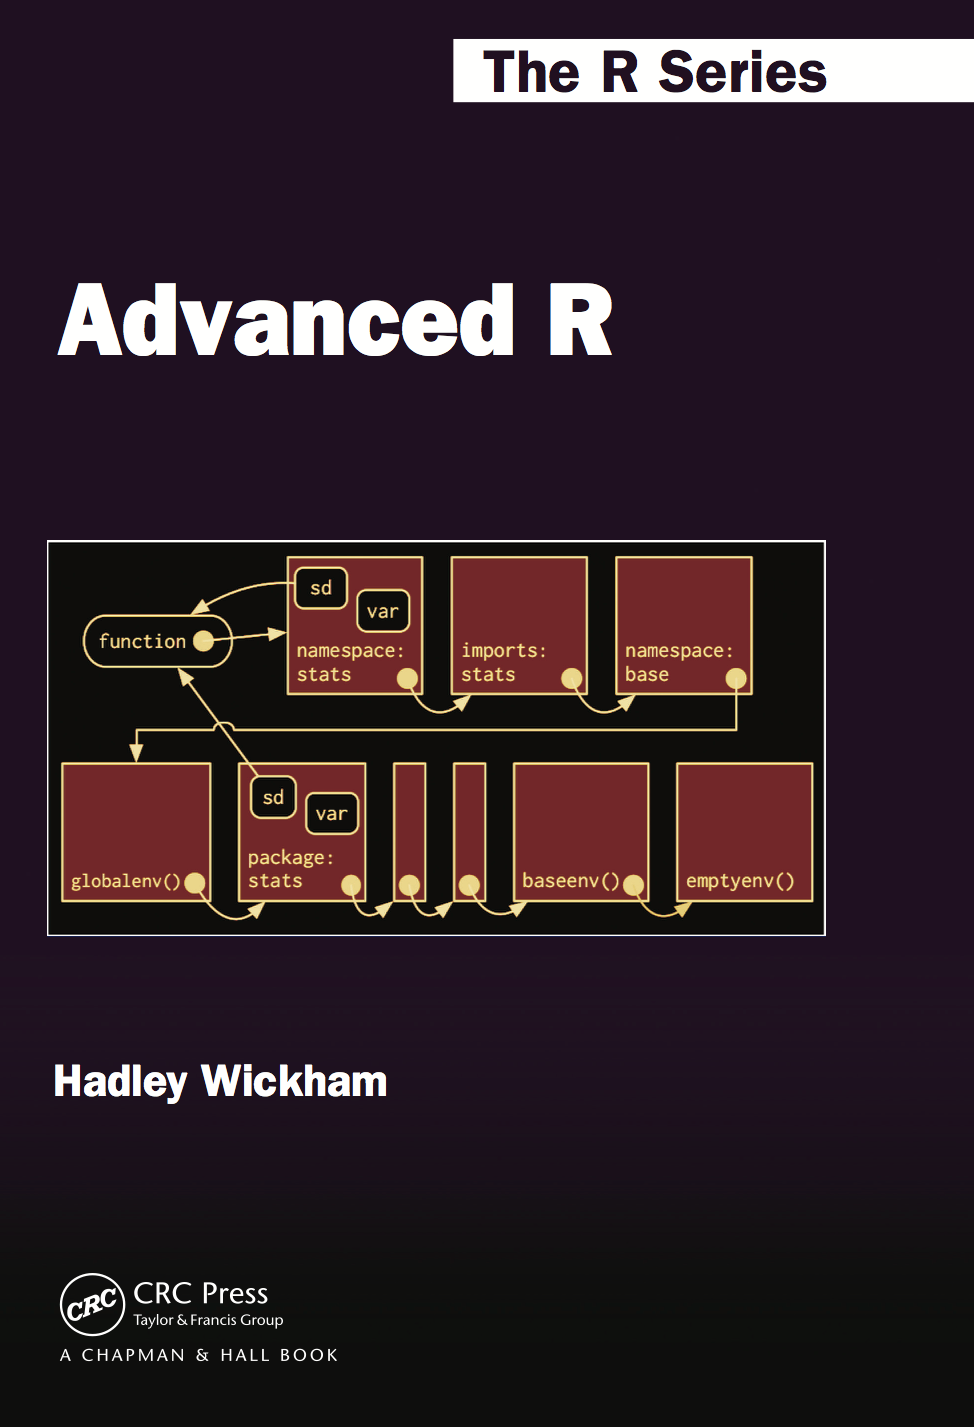 The R Series
Advanced R
sd
var
function
namespace:
stats
imports:
stats
namespace:
base
globalenv()
sd
var
package:
stats
baseenv()
emptyenv()
Hadley Wickham
CRC
CRC Press
Taylor & Francis Group
A CHAPMAN & HALL BOOK